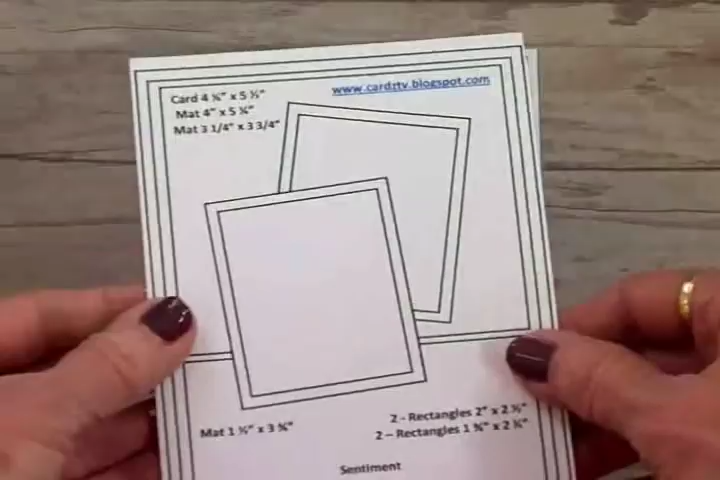 www.cardztv.blogspot.com
Card 4 ¼" x 5 ½"
Mat 4" x 5 ¼"
Mat 3 1/4" x 3 3/4"
Mat 1 ½" x 3 ¾"
2 - Rectangles 2" x 2 ½"
2 – Rectangles 1 ¾" x 2 ¼"
Sentiment